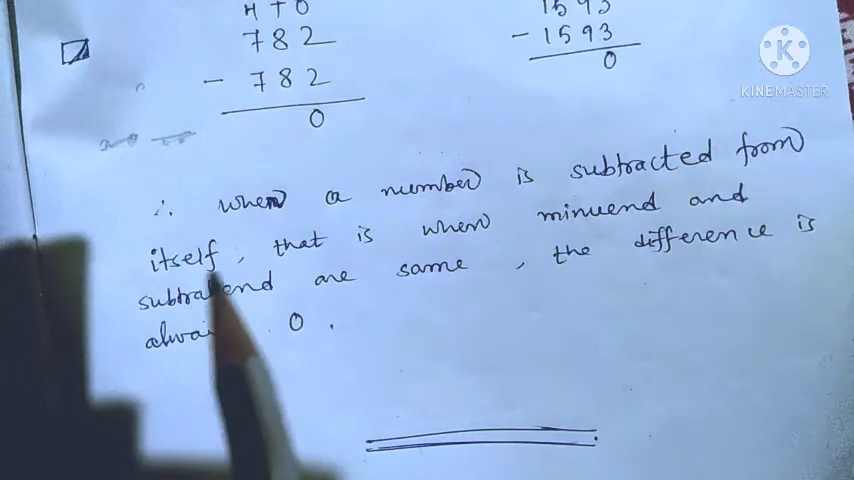 H T O
782
- 782
0
1593
- 1593
0
K
KINEMASTER
∴ when a number is subtracted from
itself, that is when minuend and
subtrahend are same, the difference is
0.